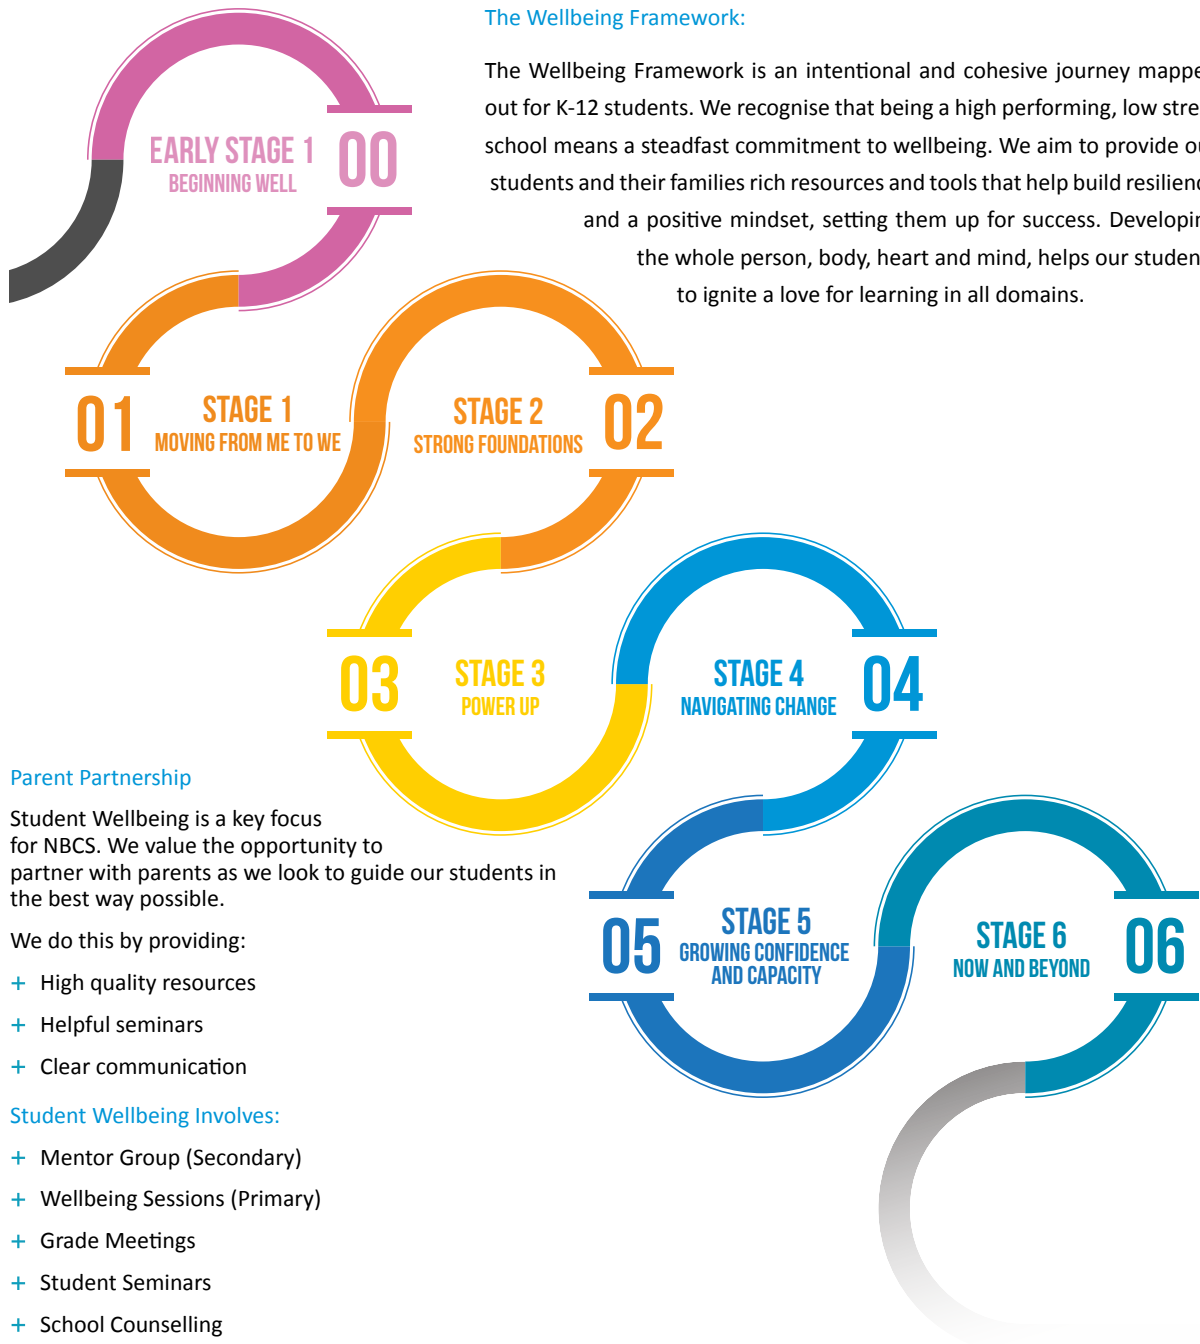 The Wellbeing Framework:
The Wellbeing Framework is an intentional and cohesive journey mappe
out for K-12 students. We recognise that being a high performing, low stre
school means a steadfast commitment to wellbeing. We aim to provide ou
students and their families rich resources and tools that help build resilienc
and a positive mindset, setting them up for success. Developin
the whole person, body, heart and mind, helps our studen
to ignite a love for learning in all domains.
EARLY STAGE 1
BEGINNING WELL
00
01
STAGE 1
MOVING FROM ME TO WE
STAGE 2
STRONG FOUNDATIONS
02
03
STAGE 3
POWER UP
STAGE 4
NAVIGATING CHANGE
04
05
STAGE 5
GROWING CONFIDENCE
AND CAPACITY
STAGE 6
NOW AND BEYOND
06
Parent Partnership
Student Wellbeing is a key focus
for NBCS. We value the opportunity to
partner with parents as we look to guide our students in
the best way possible.
We do this by providing:
+ High quality resources
+ Helpful seminars
+ Clear communication
Student Wellbeing Involves:
+ Mentor Group (Secondary)
+ Wellbeing Sessions (Primary)
+ Grade Meetings
+ Student Seminars
+ School Counselling